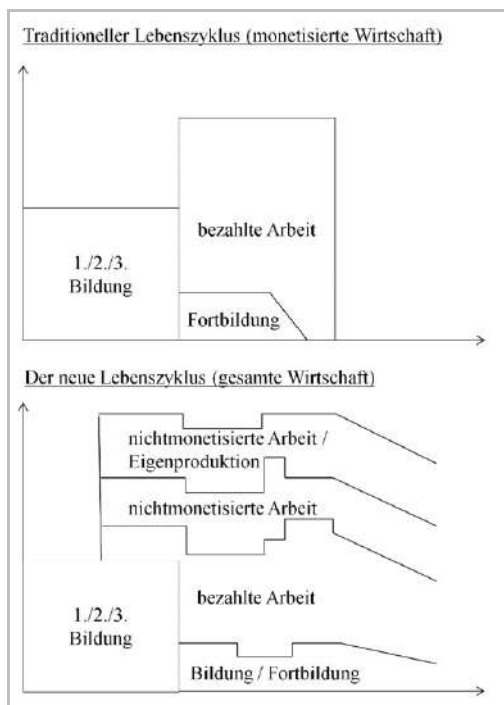 Traditioneller Lebenszyklus (monetisierte Wirtschaft)
bezahlte Arbeit
1./2./3.
Bildung
Fortbildung
Der neue Lebenszyklus (gesamte Wirtschaft)
nichtmonetisierte Arbeit /
Eigenproduktion
nichtmonetisierte Arbeit
bezahlte Arbeit
1./2./3.
Bildung
Bildung / Fortbildung